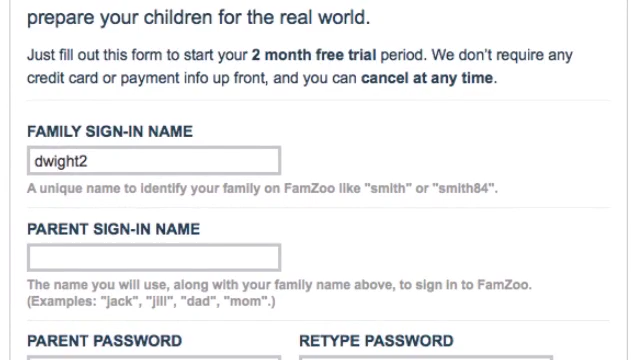 prepare your children for the real world.
Just fill out this form to start your 2 month free trial period. We don't require any
credit card or payment info up front, and you can cancel at any time.
FAMILY SIGN-IN NAME
dwight2
A unique name to identify your family on FamZoo like "smith" or "smith84".
PARENT SIGN-IN NAME
The name you will use, along with your family name above, to sign in to FamZoo.
(Examples: "jack", "jill", "dad", "mom".)
PARENT PASSWORD RETYPE PASSWORD